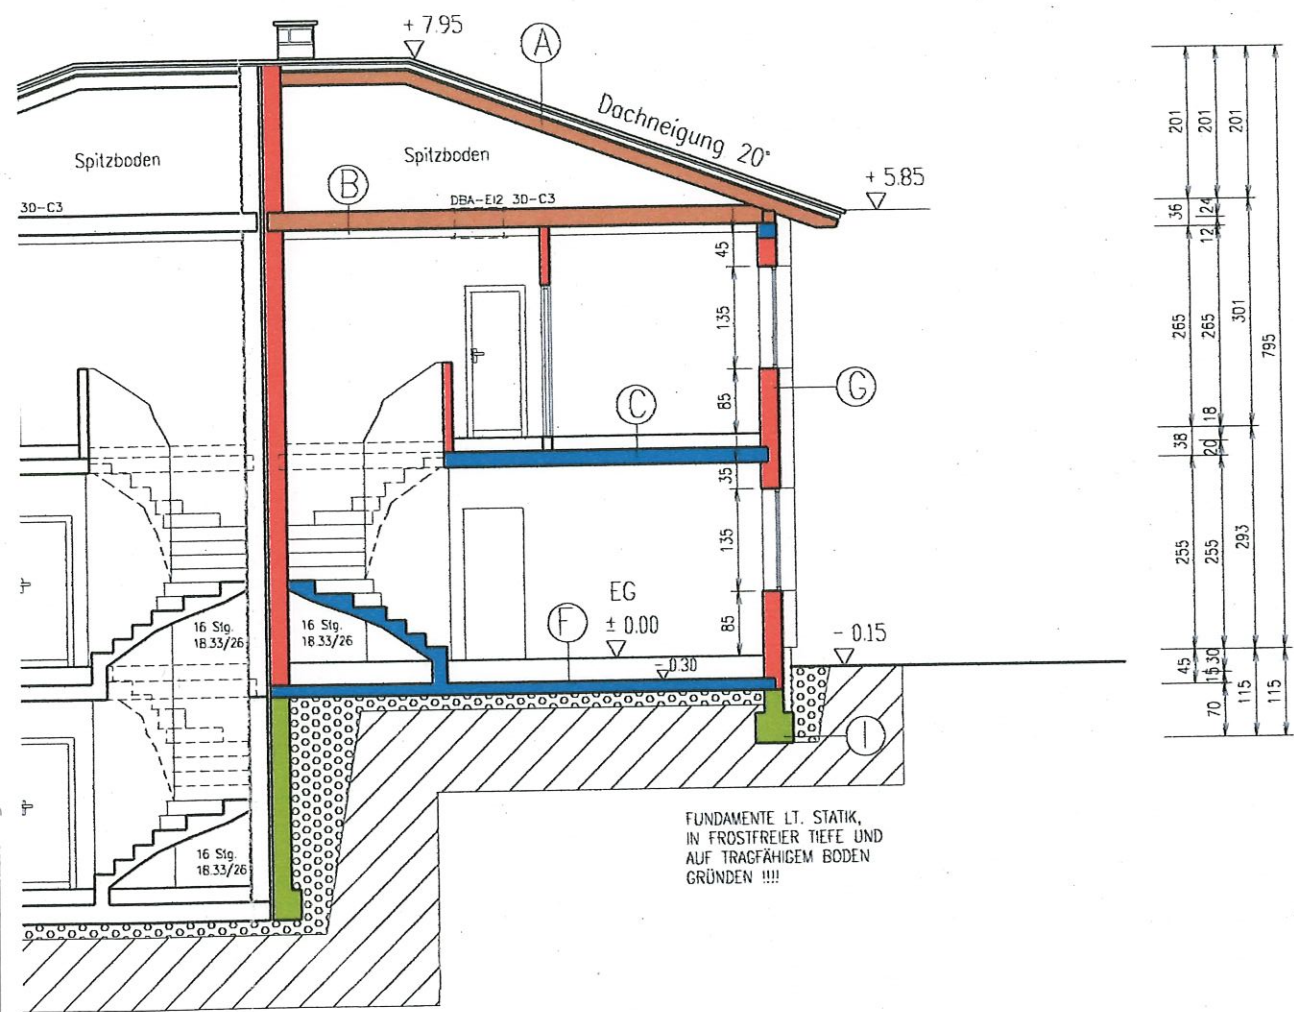 + 7.95
A
Dachneigung 20°
Spitzboden
Spitzboden
B
DBA-EI2 3D-C3
3D-C3
+ 5.85
45
135
85
G
C
35
135
85
EG
± 0.00
F
- 0.30
- 0.15
16 Stg.
18.33/26
16 Stg.
18.33/26
16 Stg.
18.33/26
I
FUNDAMENTE LT. STATIK,
IN FROSTFREIER TIEFE UND
AUF TRAGFÄHIGEM BODEN
GRÜNDEN !!!!
201
201
201
36
24
12
265
265
301
795
18
38
20
255
255
293
45
30
15
70
115
115